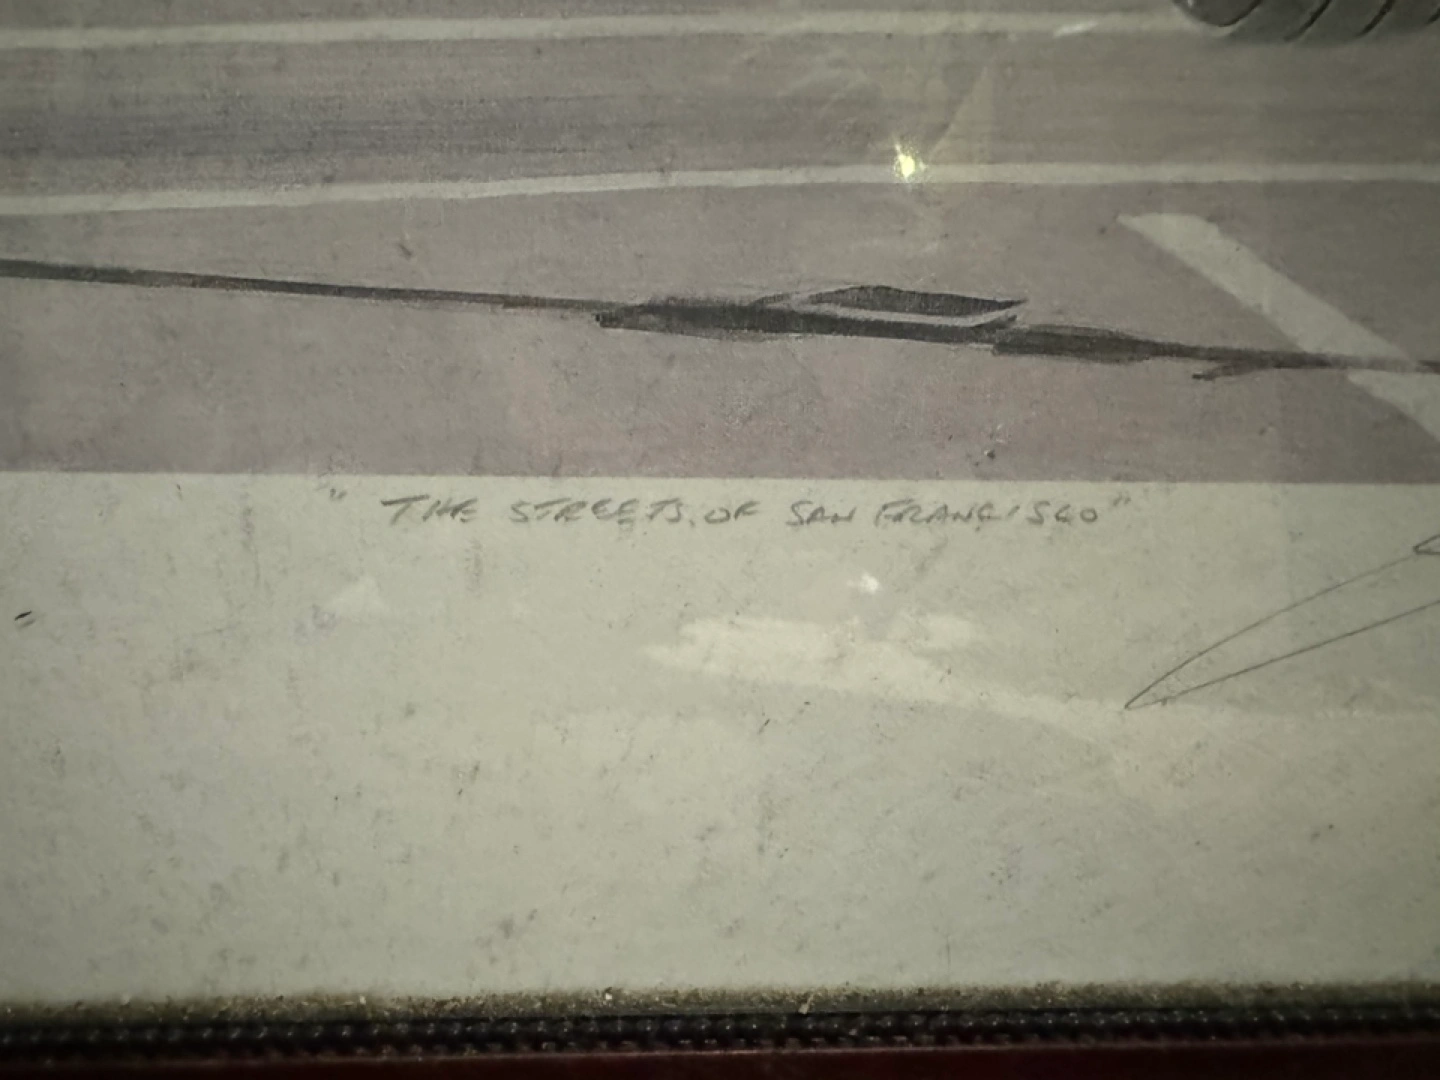 "THE STREETS OF SAN FRANCISCO"